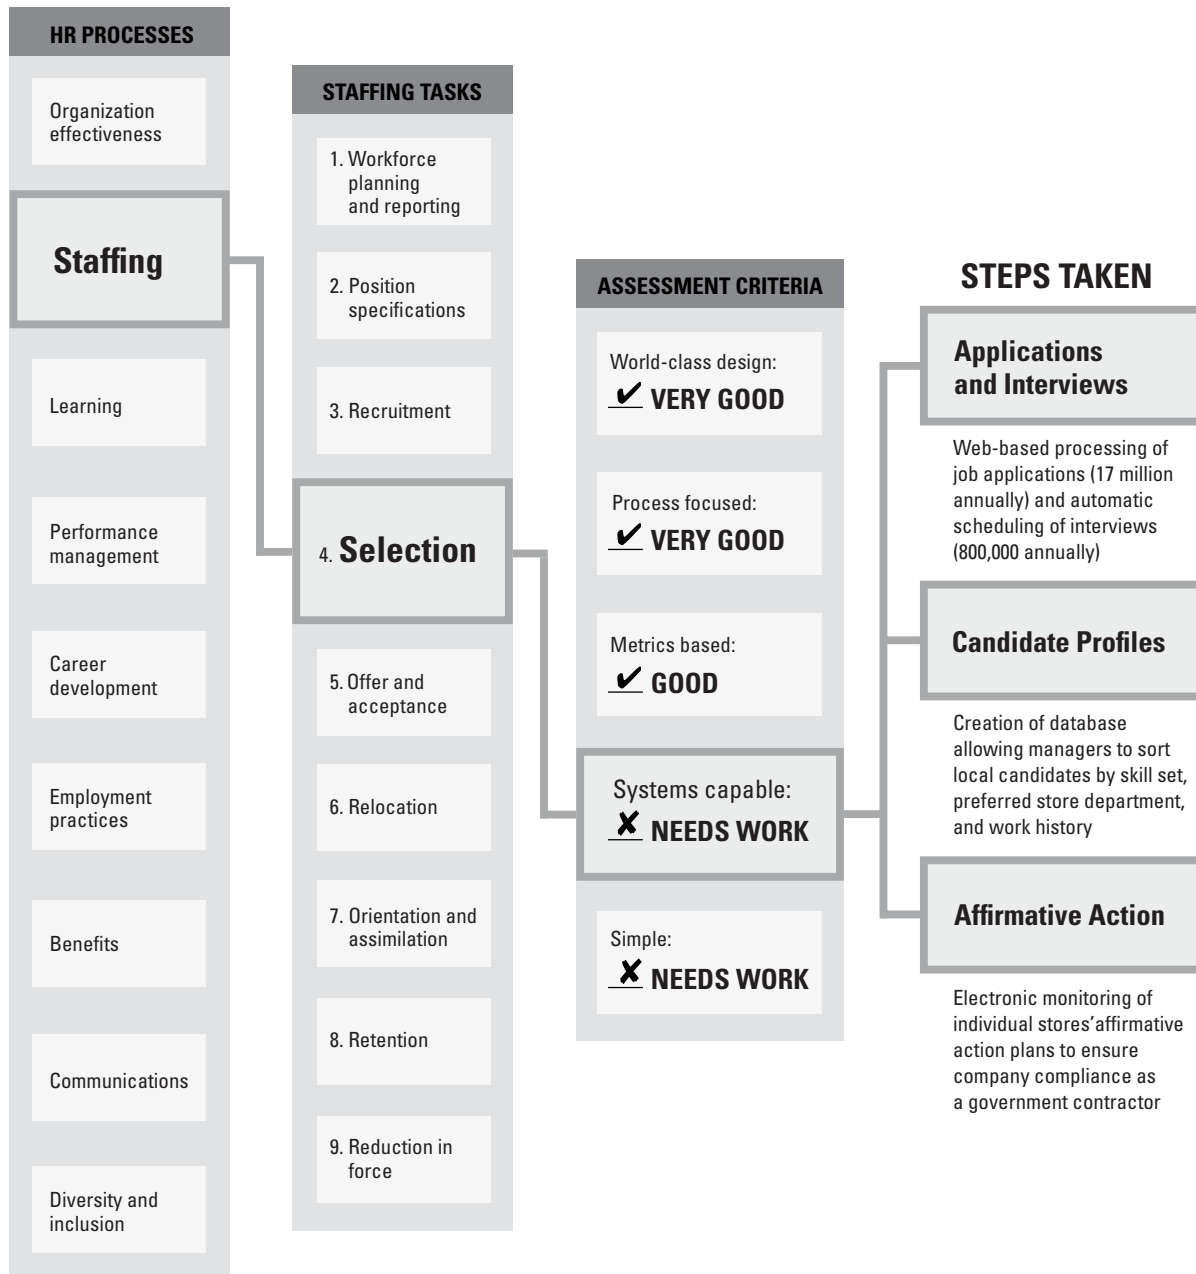 HR PROCESSES
Organization
effectiveness
Staffing
Learning
Performance
management
Career
development
Employment
practices
Benefits
Communications
Diversity and
inclusion
STAFFING TASKS
1. Workforce
planning
and reporting
2. Position
specifications
3. Recruitment
4. Selection
5. Offer and
acceptance
6. Relocation
7. Orientation and
assimilation
8. Retention
9. Reduction in
force
ASSESSMENT CRITERIA
World-class design:
✔ VERY GOOD
Process focused:
✔ VERY GOOD
Metrics based:
✔ GOOD
Systems capable:
✘ NEEDS WORK
Simple:
✘ NEEDS WORK
STEPS TAKEN
Applications
and Interviews
Web-based processing of
job applications (17 million
annually) and automatic
scheduling of interviews
(800,000 annually)
Candidate Profiles
Creation of database
allowing managers to sort
local candidates by skill set,
preferred store department,
and work history
Affirmative Action
Electronic monitoring of
individual stores’affirmative
action plans to ensure
company compliance as
a government contractor